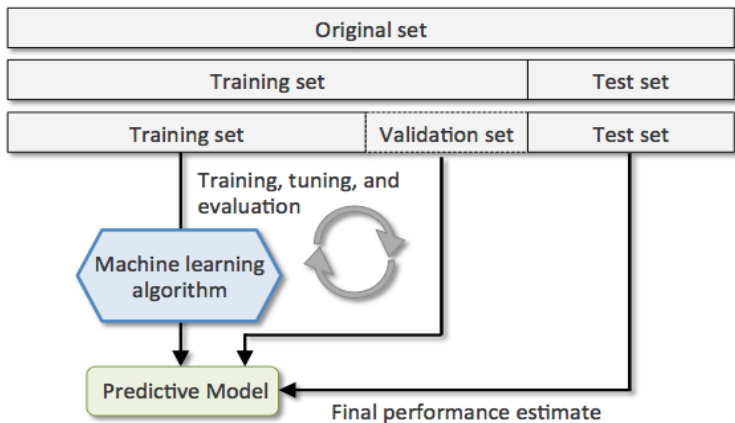 Original set
Training set
Test set
Training set
Validation set
Test set
Training, tuning, and
evaluation
Machine learning
algorithm
Predictive Model
Final performance estimate